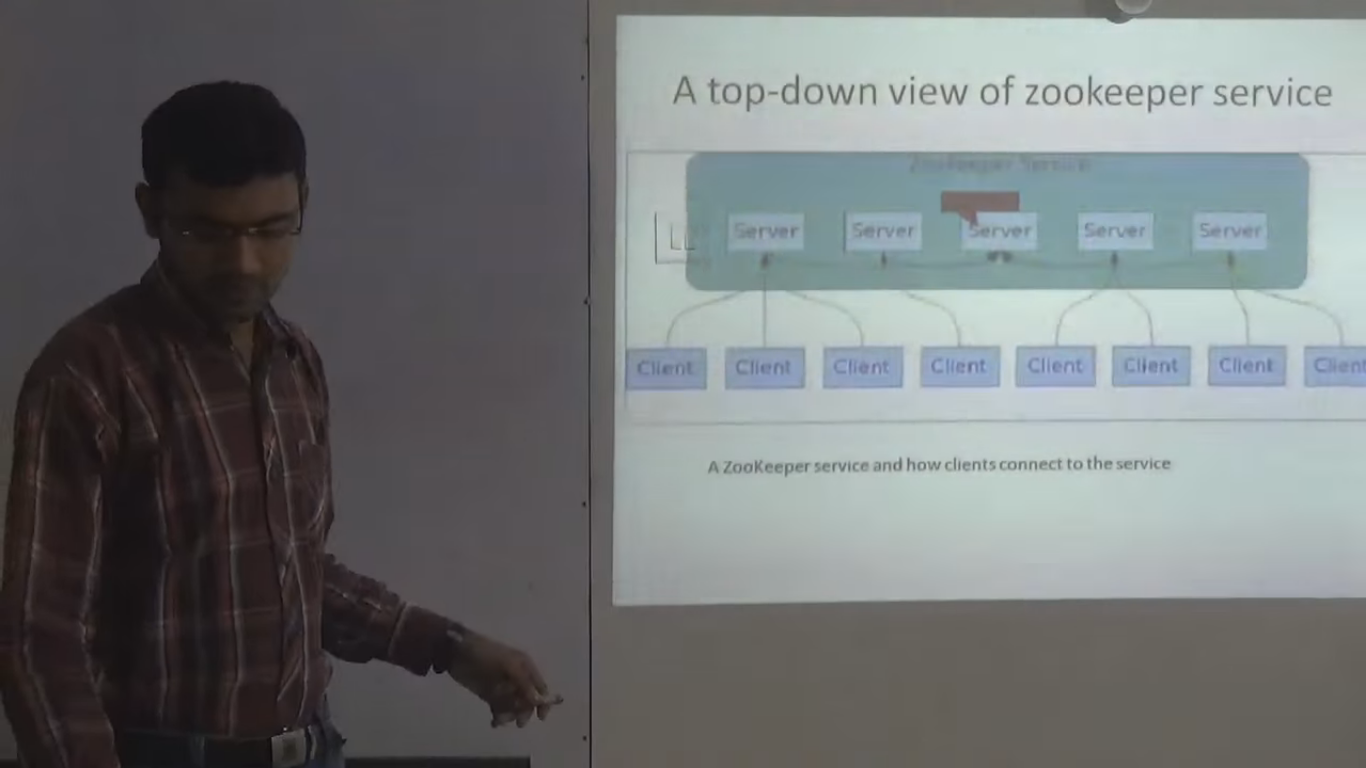 A top-down view of zookeeper service
ZooKeeper Service
Server Server Server Server Server
Client Client Client Client Client Client Client Client
A ZooKeeper service and how clients connect to the service